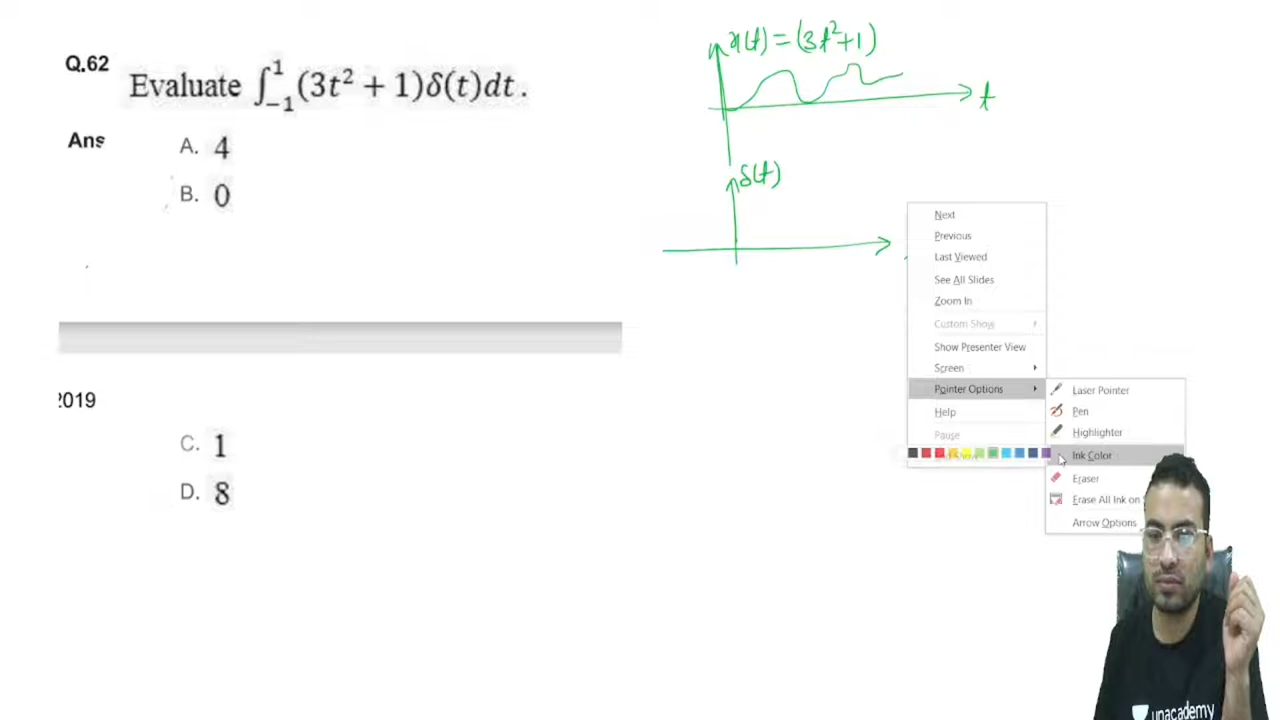 Q.62
Evaluate ∫₋₁¹ (3t² + 1)δ(t)dt.
Ans
A. 4
B. 0
2019
C. 1
D. 8
x(t) = (3t²+1)
t
δ(t)
Next
Previous
Last Viewed
See All Slides
Zoom In
Custom Show
Show Presenter View
Screen
Pointer Options
Help
Pause
Laser Pointer
Pen
Highlighter
Ink Color
Eraser
Erase All Ink on
Arrow Options
unacademy